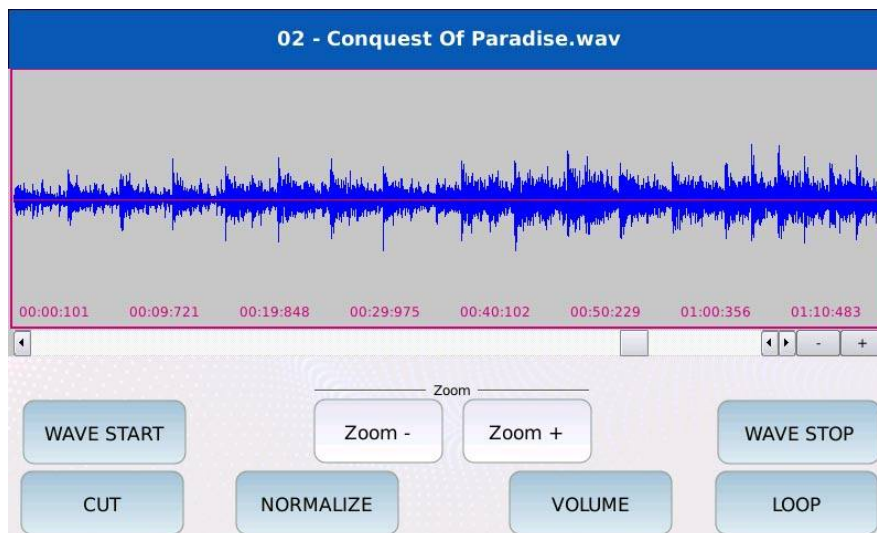 02 - Conquest Of Paradise.wav
00:00:101 00:09:721 00:19:848 00:29:975 00:40:102 00:50:229 01:00:356 01:10:483
- +
Zoom
WAVE START Zoom - Zoom + WAVE STOP
CUT NORMALIZE VOLUME LOOP